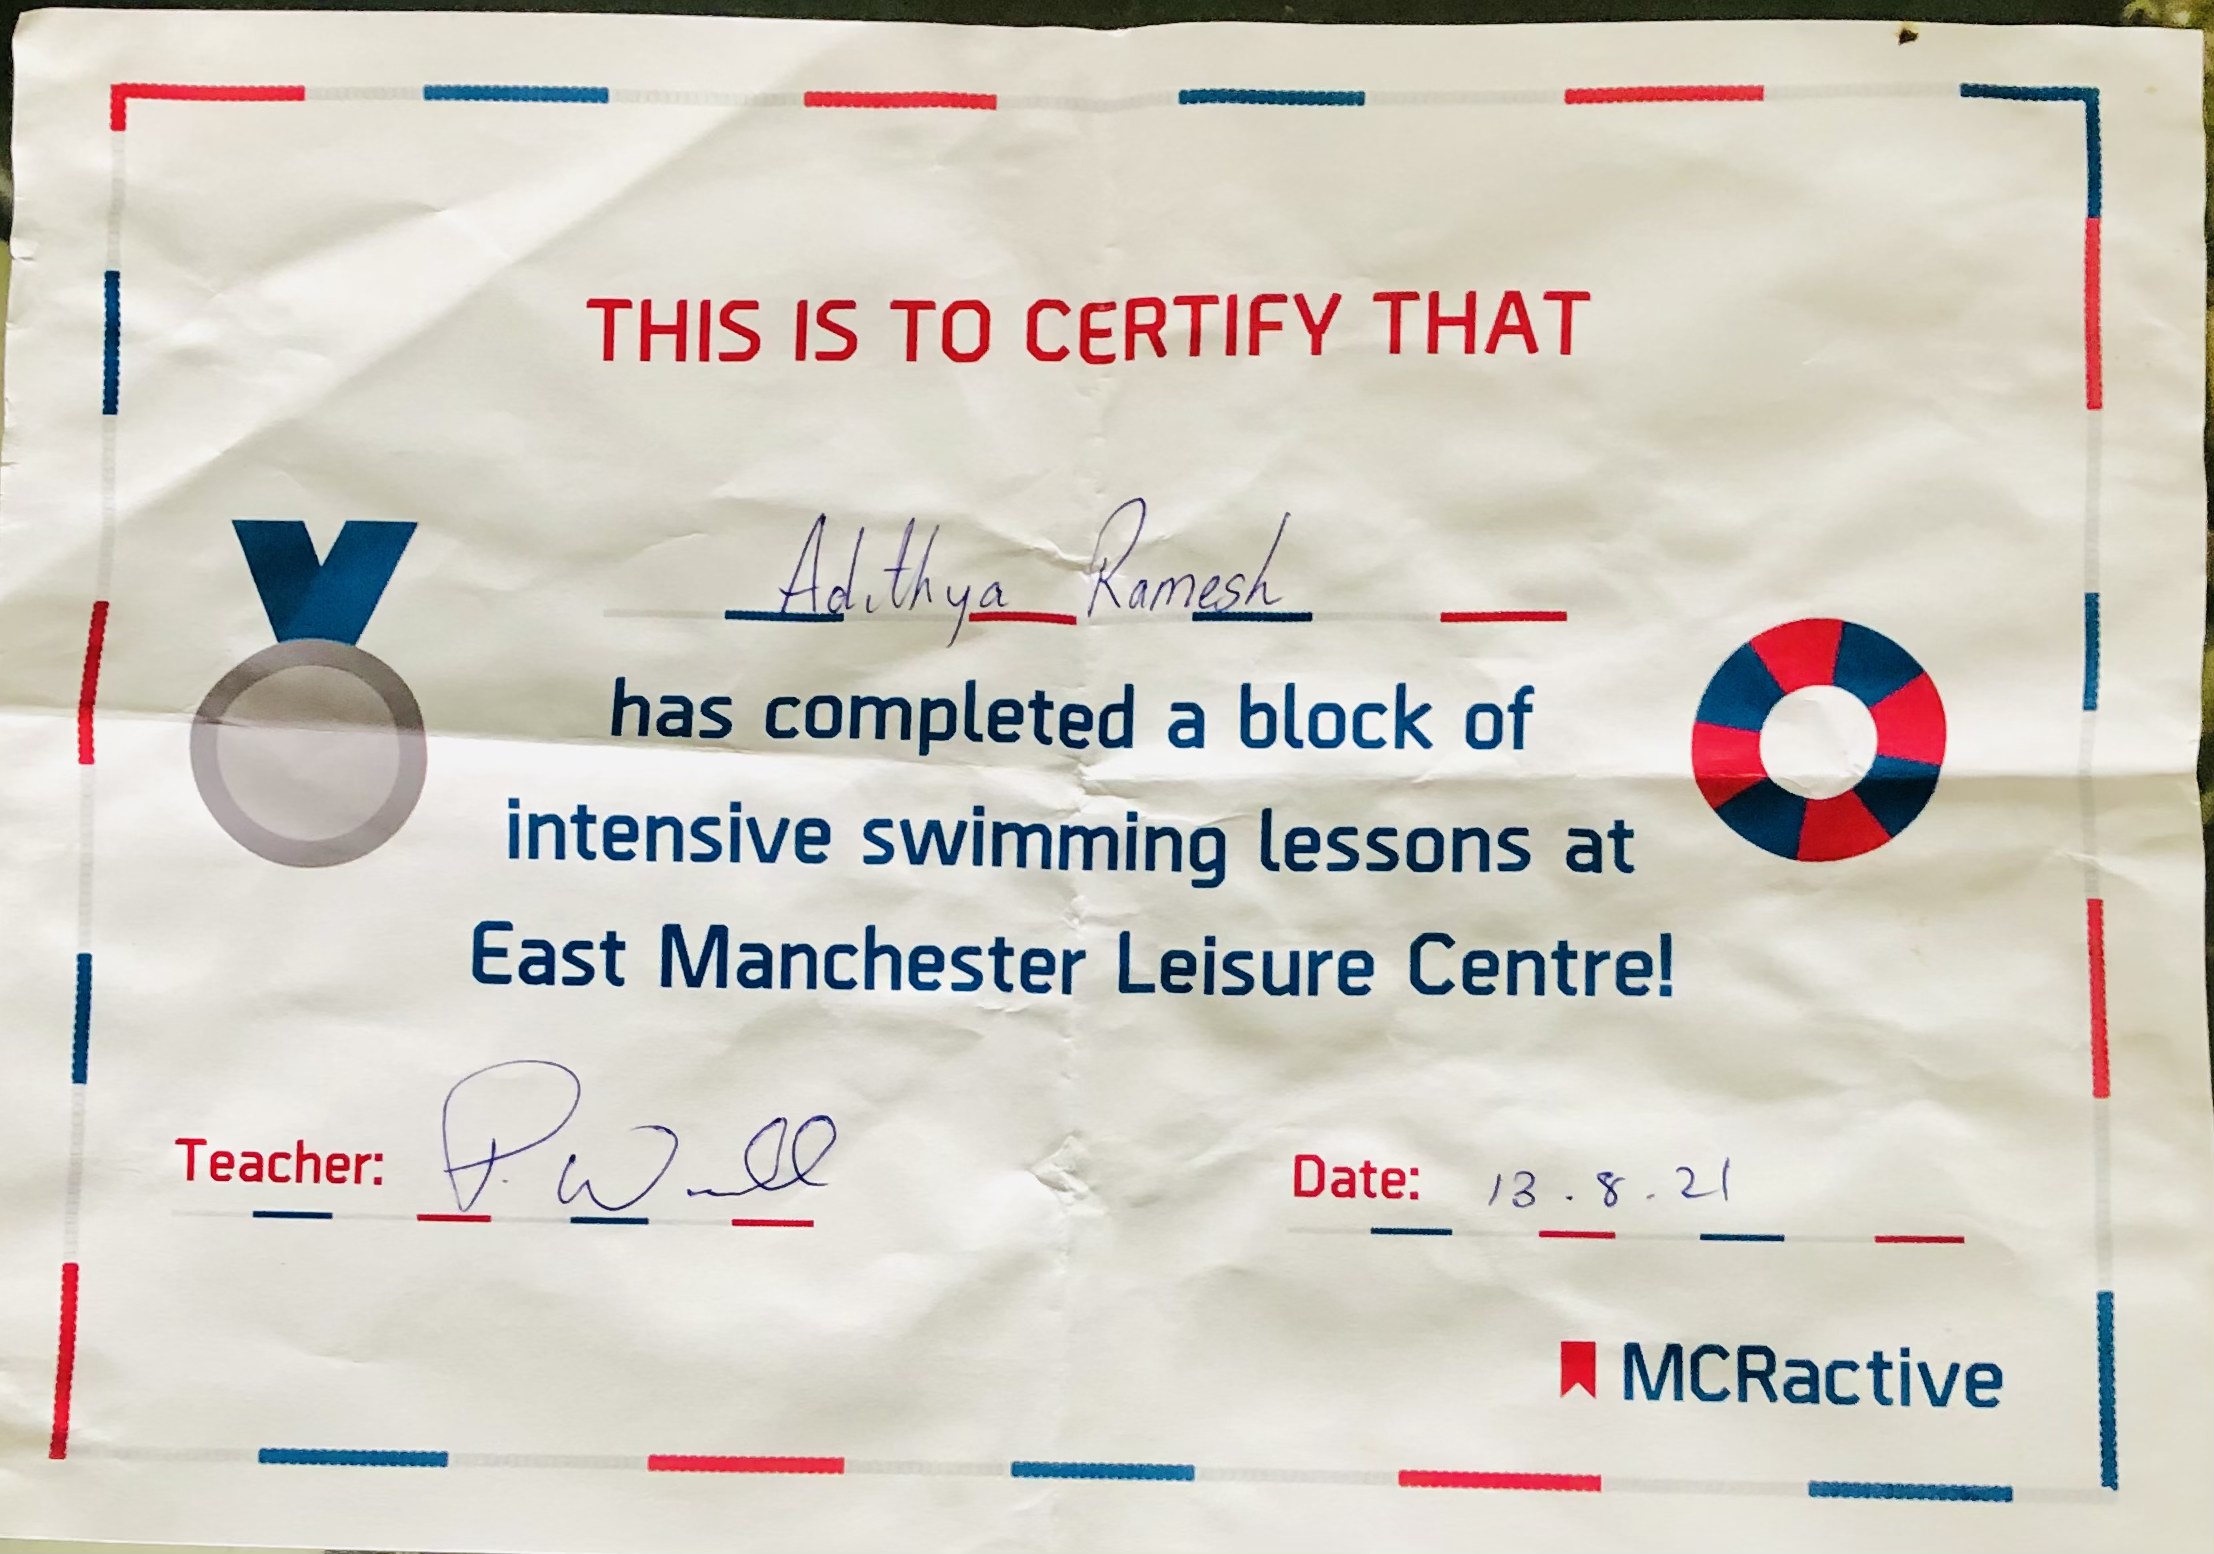 THIS IS TO CERTIFY THAT
Adithya Ramesh
has completed a block of
intensive swimming lessons at
East Manchester Leisure Centre!
Teacher:
Date: 13.8.21
MCRactive